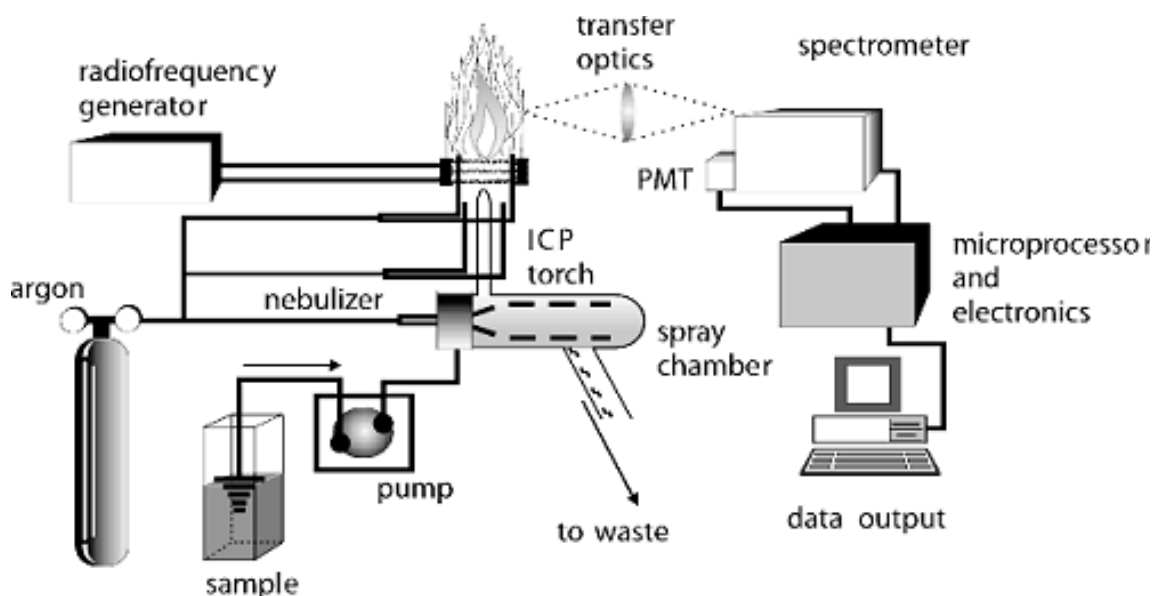 transfer
optics
spectrometer
radiofrequency
generator
PMT
ICP
torch
microprocessor
and
electronics
argon
nebulizer
spray
chamber
pump
to waste
data output
sample